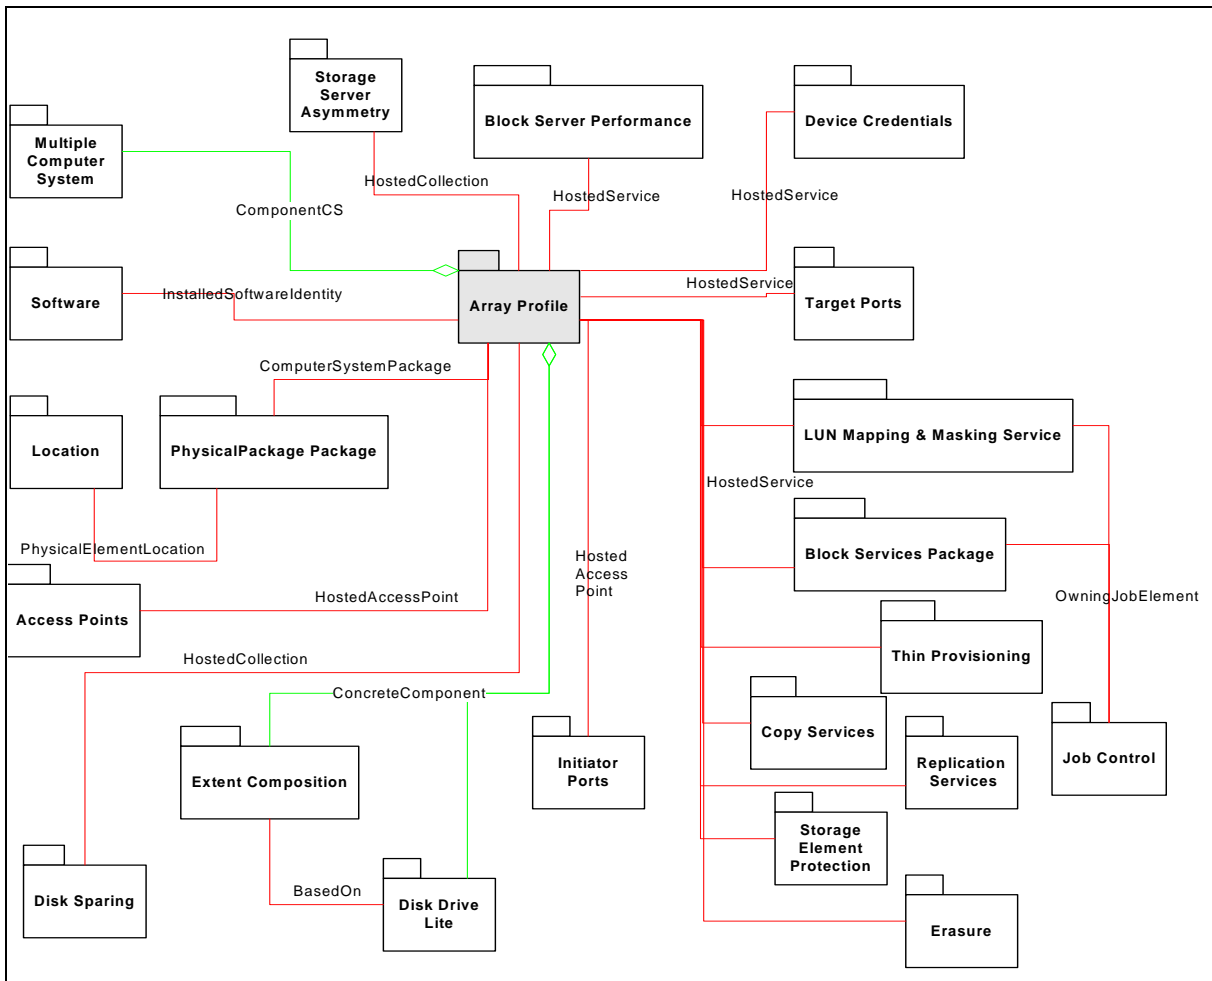 Storage
Server
Asymmetry
Block Server Performance
Device Credentials
Multiple
Computer
System
HostedCollection
HostedService
HostedService
ComponentCS
Software
InstalledSoftwareIdentity
Array Profile
HostedService
Target Ports
ComputerSystemPackage
Location
PhysicalPackage Package
LUN Mapping & Masking Service
HostedService
PhysicalElementLocation
Hosted
Access
Point
Block Services Package
Access Points
HostedAccessPoint
OwningJobElement
HostedCollection
Thin Provisioning
ConcreteComponent
Copy Services
Extent Composition
Initiator
Ports
Replication
Services
Job Control
Storage
Element
Protection
Disk Sparing
BasedOn
Disk Drive
Lite
Erasure